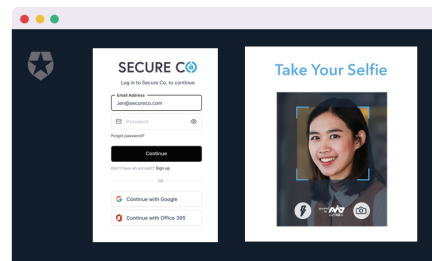 SECURE CO
Log in to Secure Co. to continue
Email Address
Jen@secureco.com
Password
Forgot password?
Continue
Don't have an account? Sign up
OR
Continue with Google
Continue with Office 365
Take Your Selfie